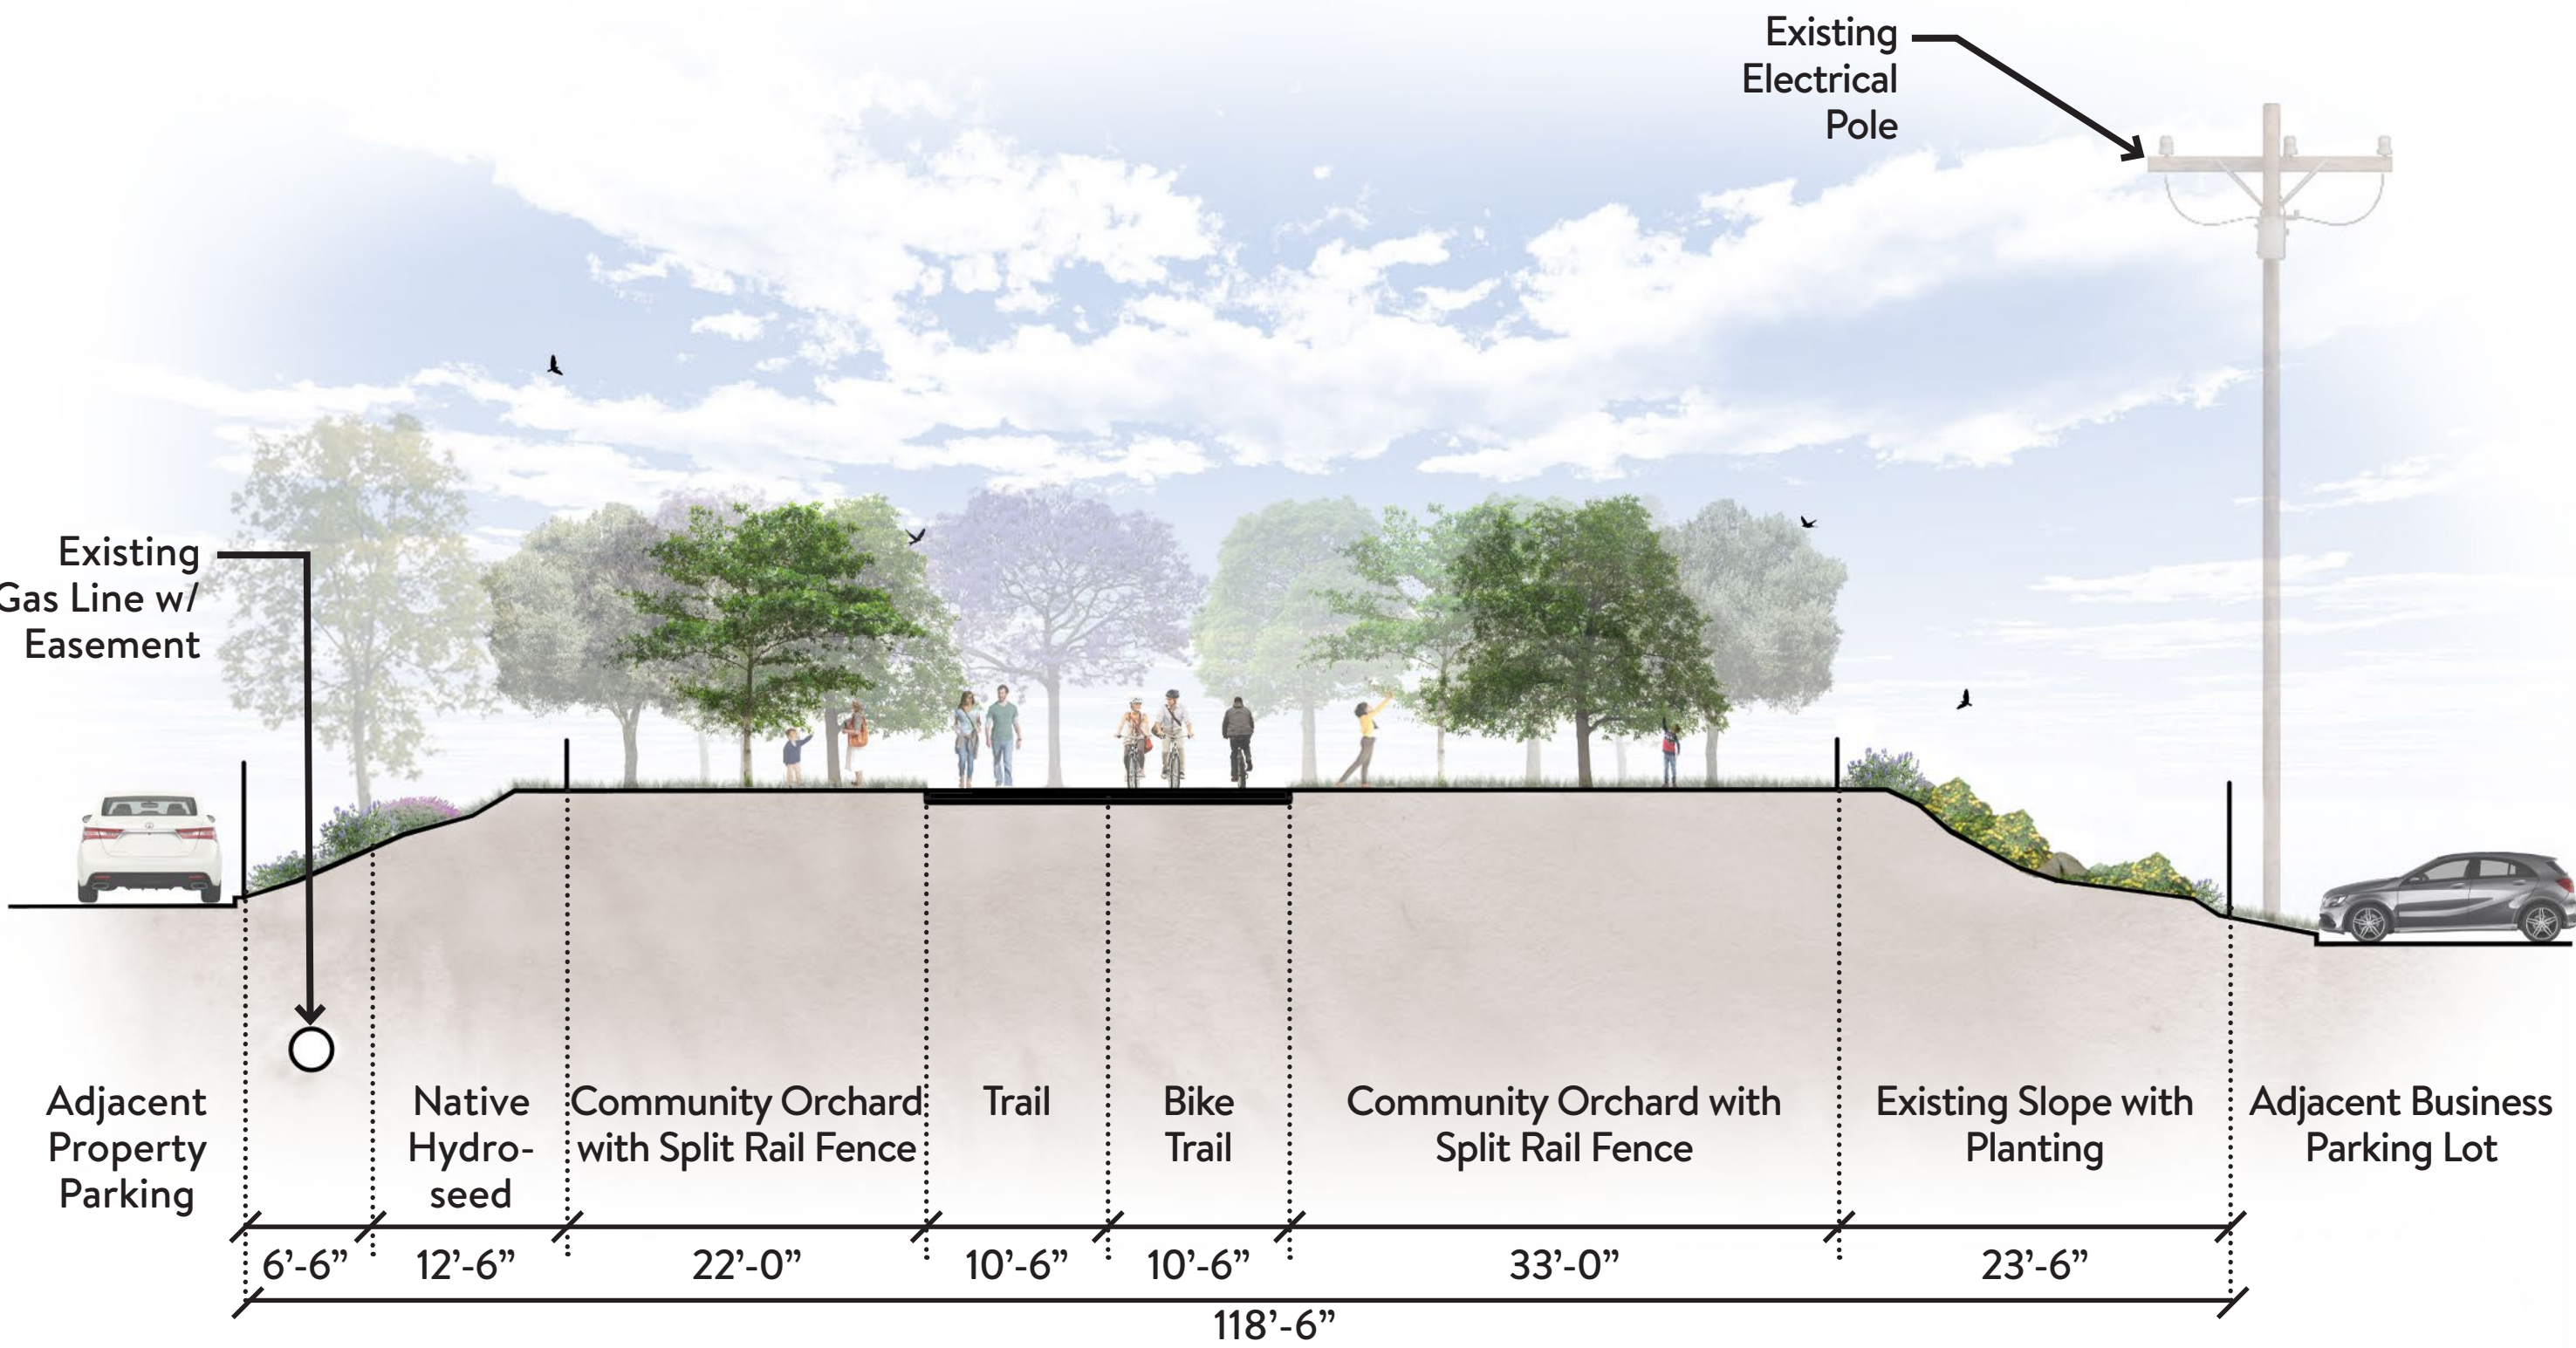 Existing
Electrical
Pole
Existing
Gas Line w/
Easement
Adjacent
Property
Parking
Native
Hydro-
seed
Community Orchard
with Split Rail Fence
Trail
Bike
Trail
Community Orchard with
Split Rail Fence
Existing Slope with
Planting
Adjacent Business
Parking Lot
6’-6”
12’-6”
22’-0”
10’-6”
10’-6”
33’-0”
23’-6”
118’-6”